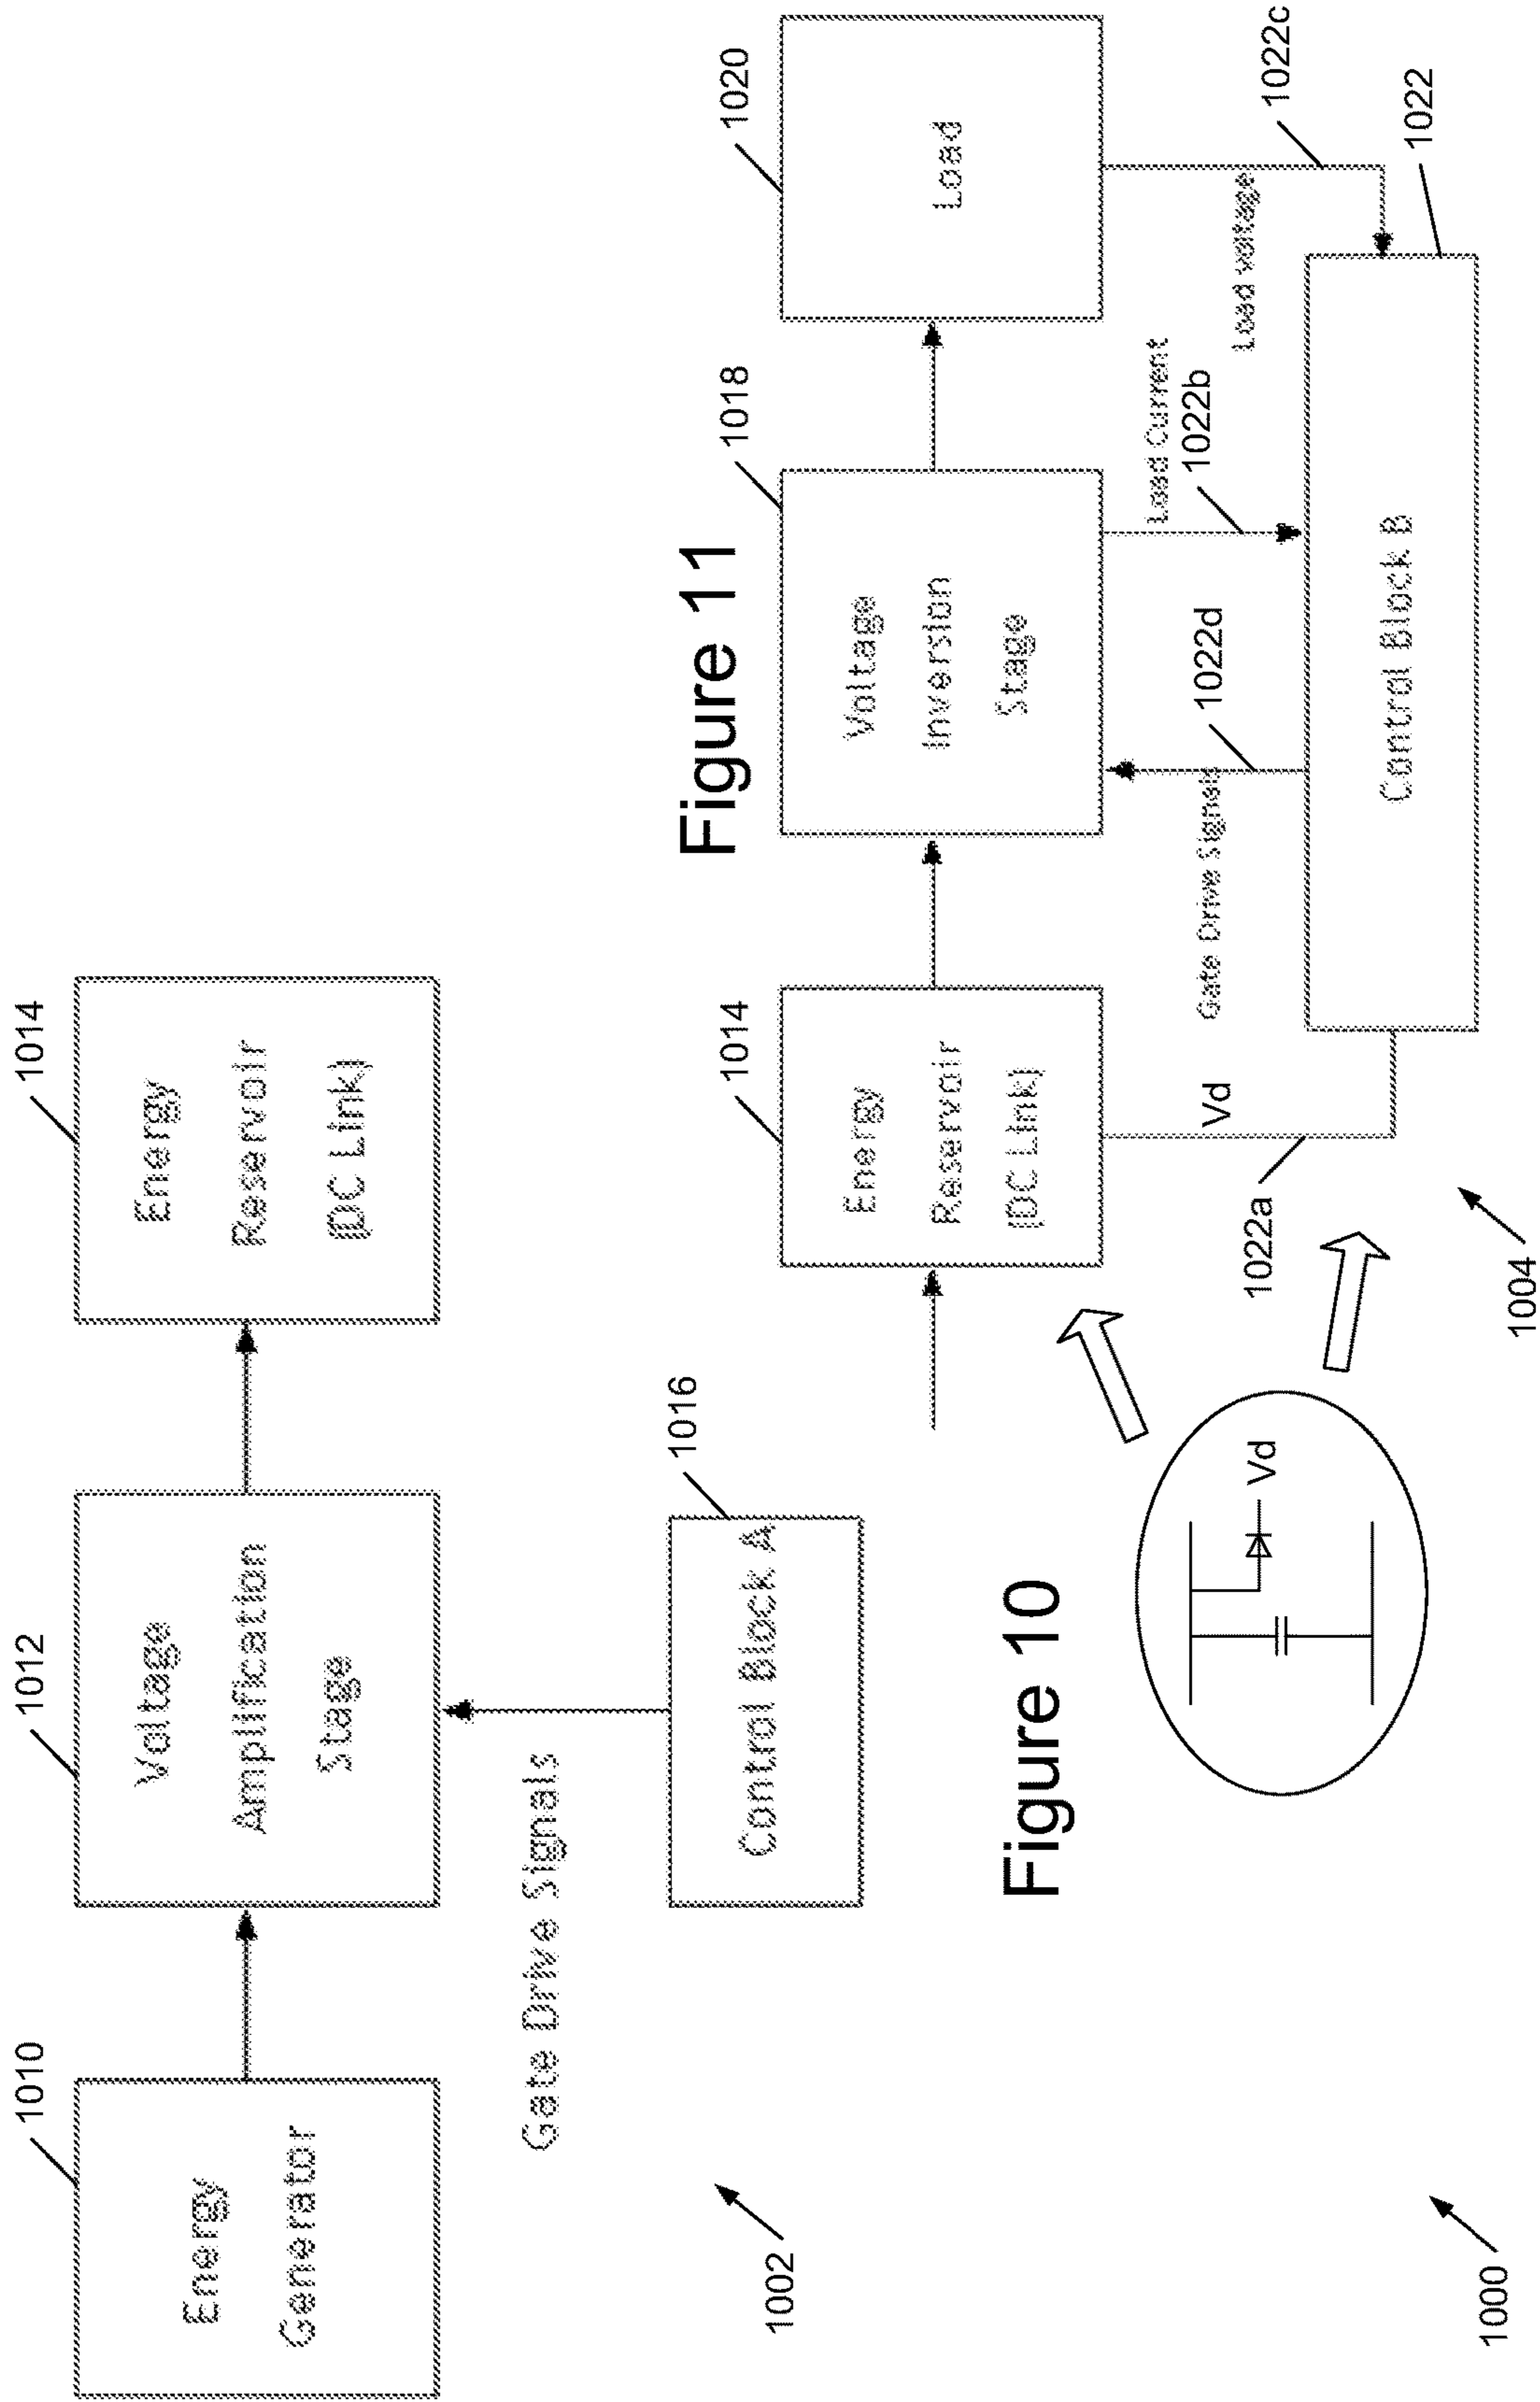 1010
Energy
Generator
1012
Voltage
Amplification
Stage
1014
Energy
Reservoir
(DC Link)
Gate Drive Signals
1016
Control Block A
1002
Figure 10
Vd
1000
Figure 11
1014
Energy
Reservoir
(DC Link)
1018
Voltage
Inversion
Stage
1020
Load
Vd
1022a
Gate Drive Signals
1022d
Load Current
1022b
Load voltage
1022c
Control Block B
1022
1004